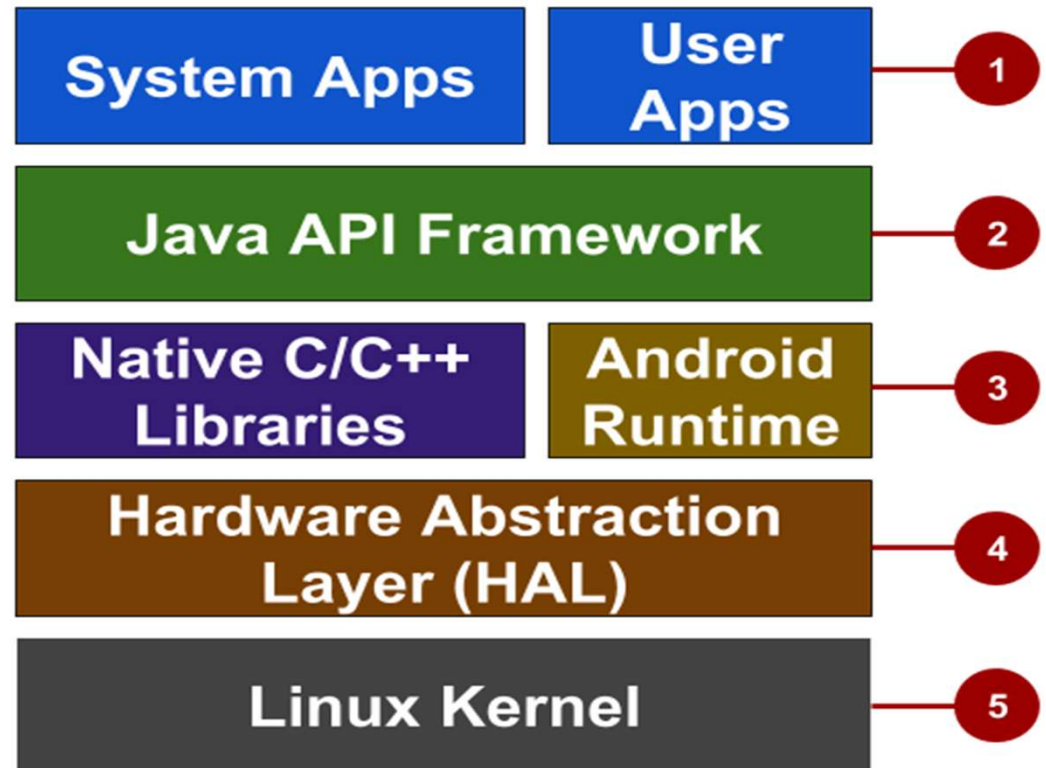 System Apps
User
Apps
1
Java API Framework
2
Native C/C++
Libraries
Android
Runtime
3
Hardware Abstraction
Layer (HAL)
4
Linux Kernel
5